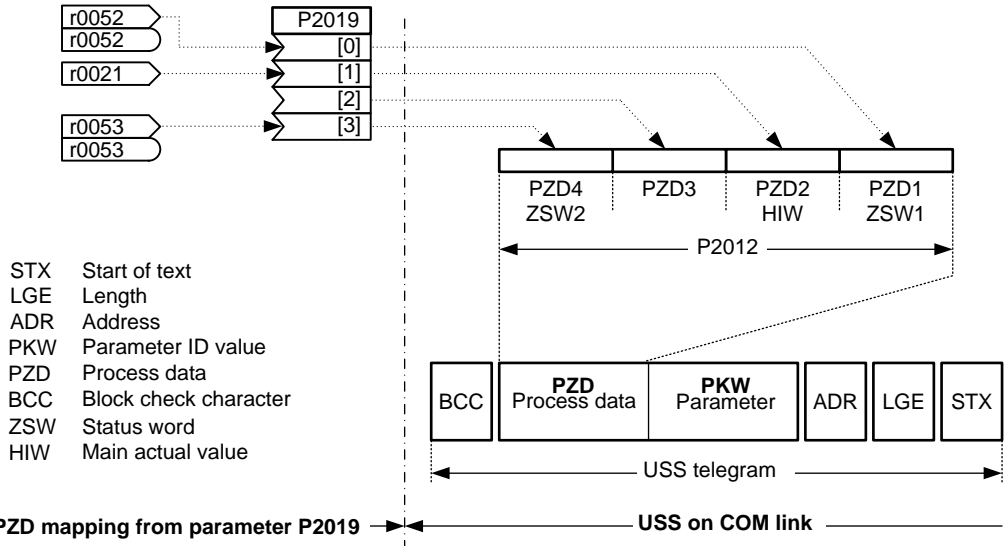 r0052
r0052
r0021
r0053
r0053
P2019
[0]
[1]
[2]
[3]
PZD4
ZSW2
PZD3
PZD2
HIW
PZD1
ZSW1
P2012
STX Start of text
LGE Length
ADR Address
PKW Parameter ID value
PZD Process data
BCC Block check character
ZSW Status word
HIW Main actual value
BCC
PZD
Process data
PKW
Parameter
ADR
LGE
STX
USS telegram
PZD mapping from parameter P2019
USS on COM link